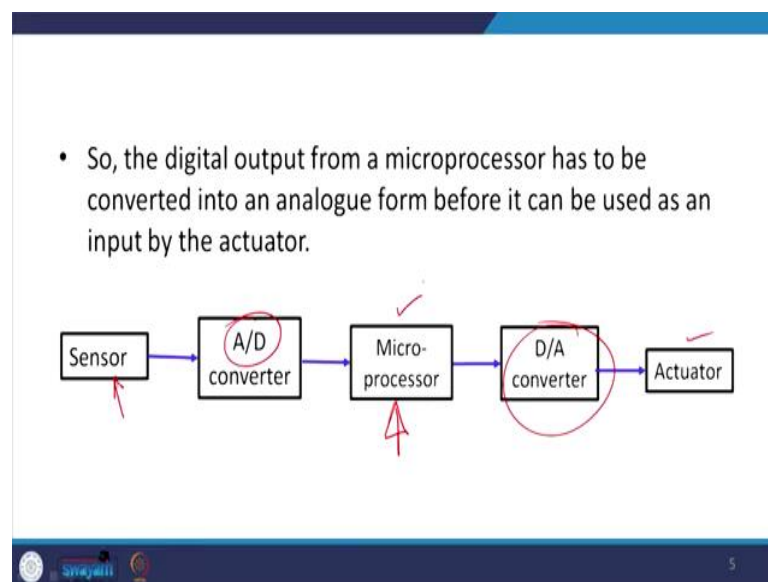 • So, the digital output from a microprocessor has to be
converted into an analogue form before it can be used as an
input by the actuator.
Sensor
A/D
converter
Micro-
processor
D/A
converter
Actuator
swayam
5